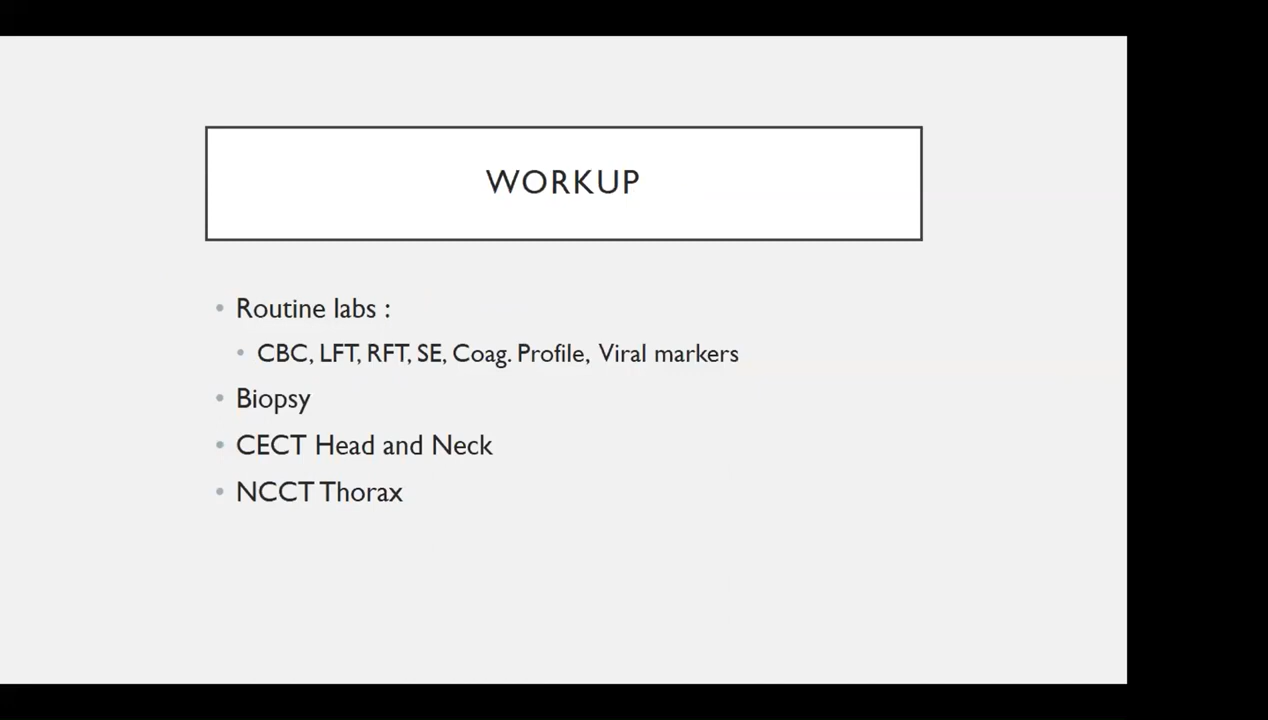 WORKUP
Routine labs :
CBC, LFT, RFT, SE, Coag. Profile, Viral markers
Biopsy
CECT Head and Neck
NCCT Thorax